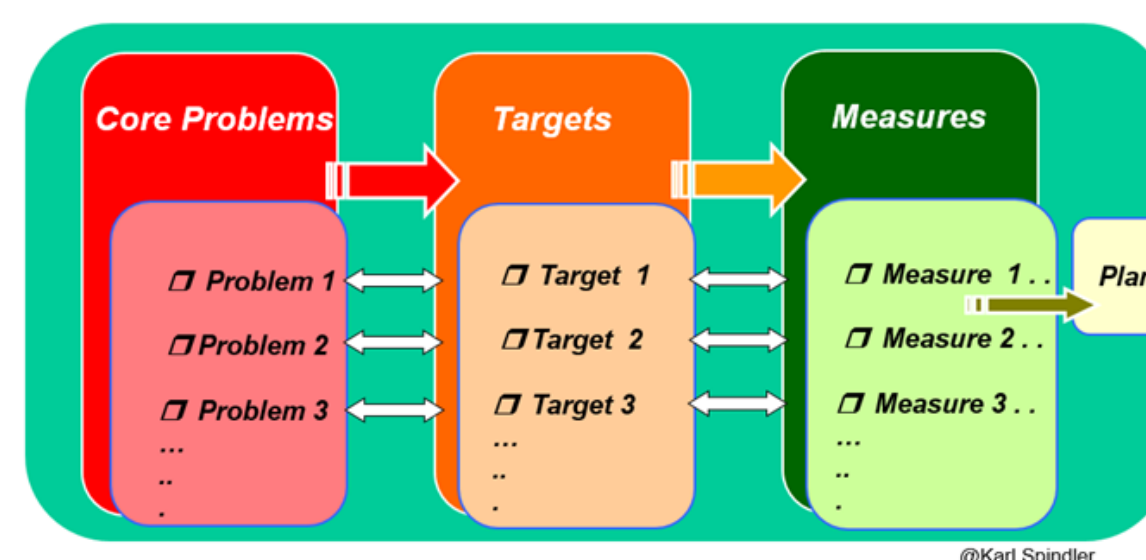 Core Problems
Targets
Measures
❒ Problem 1
❒ Problem 2
❒ Problem 3
...
..
.
❒ Target 1
❒ Target 2
❒ Target 3
...
..
.
❒ Measure 1 . .
❒ Measure 2 . .
❒ Measure 3 . .
...
..
.
@Karl Spindler